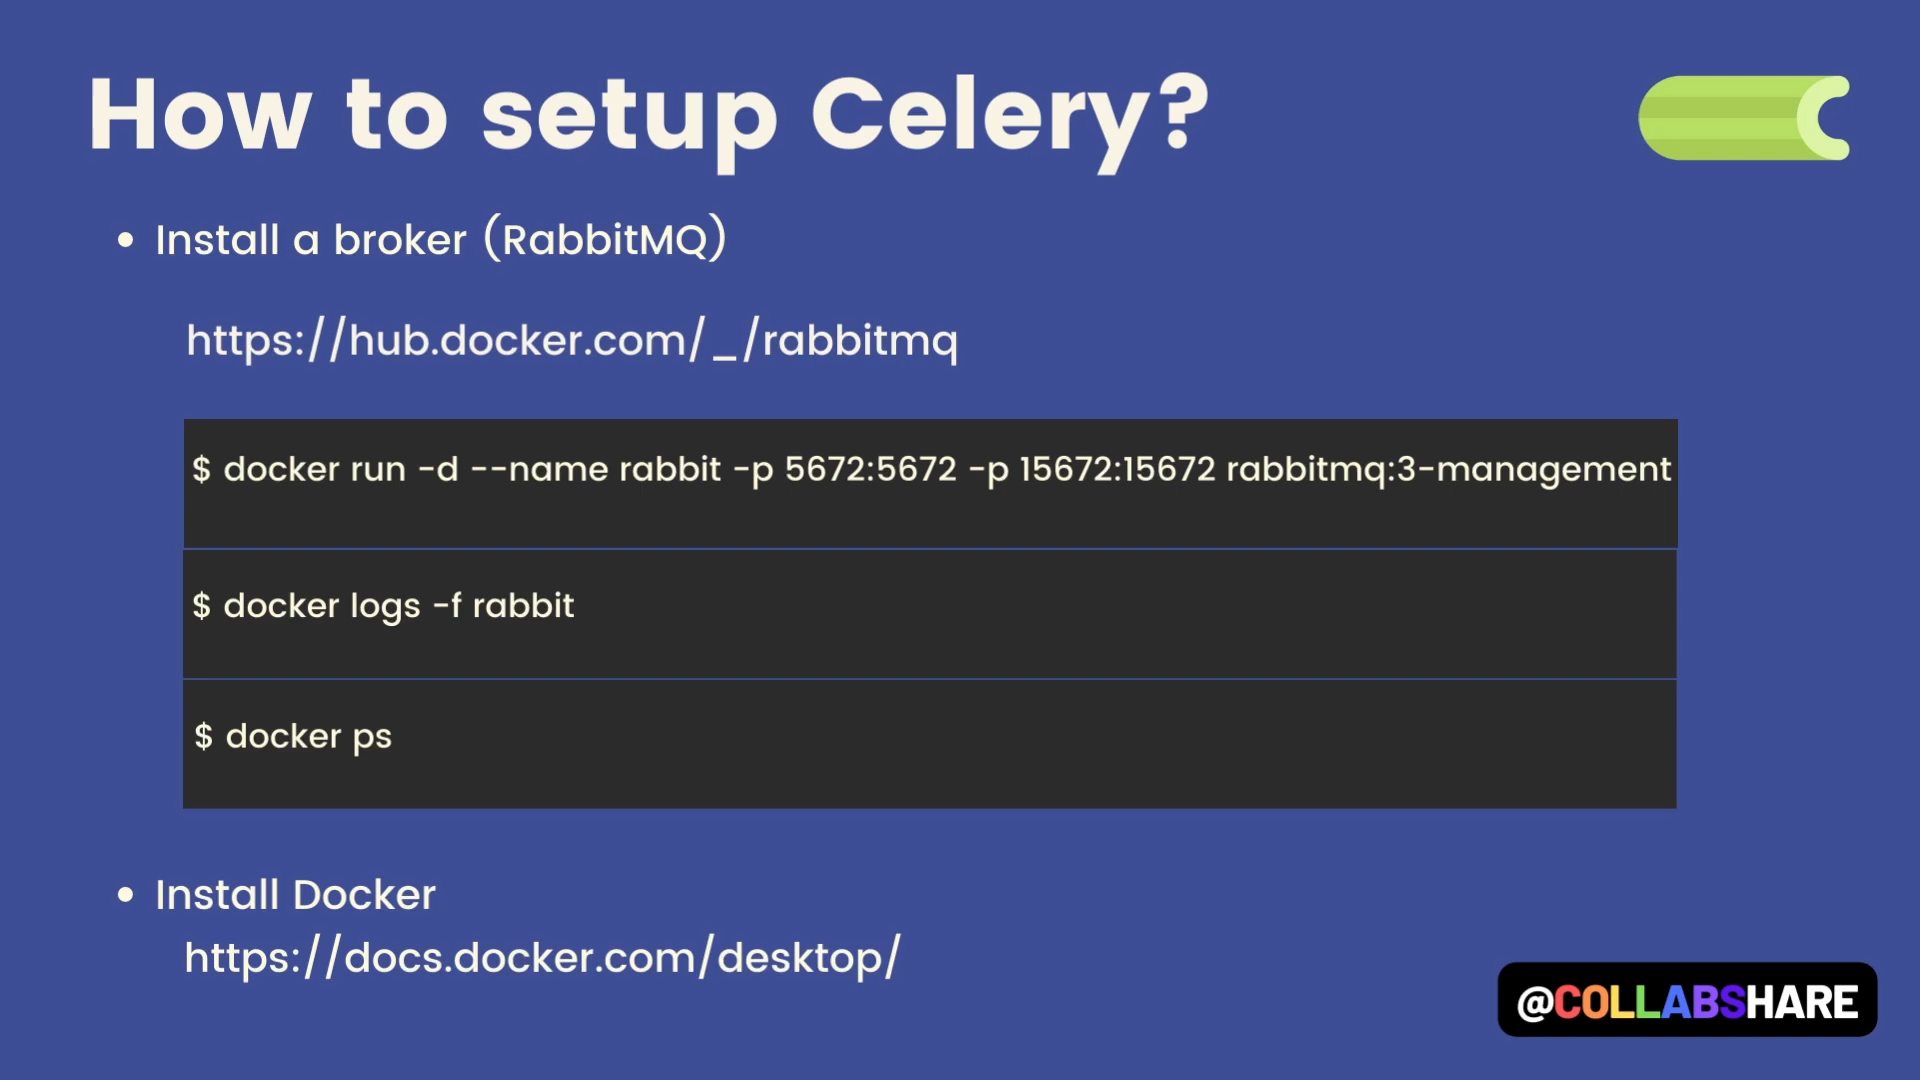 How to setup Celery?
• Install a broker (RabbitMQ)
https://hub.docker.com/_/rabbitmq
$ docker run -d --name rabbit -p 5672:5672 -p 15672:15672 rabbitmq:3-management
$ docker logs -f rabbit
$ docker ps
• Install Docker
https://docs.docker.com/desktop/
@COLLABSHARE